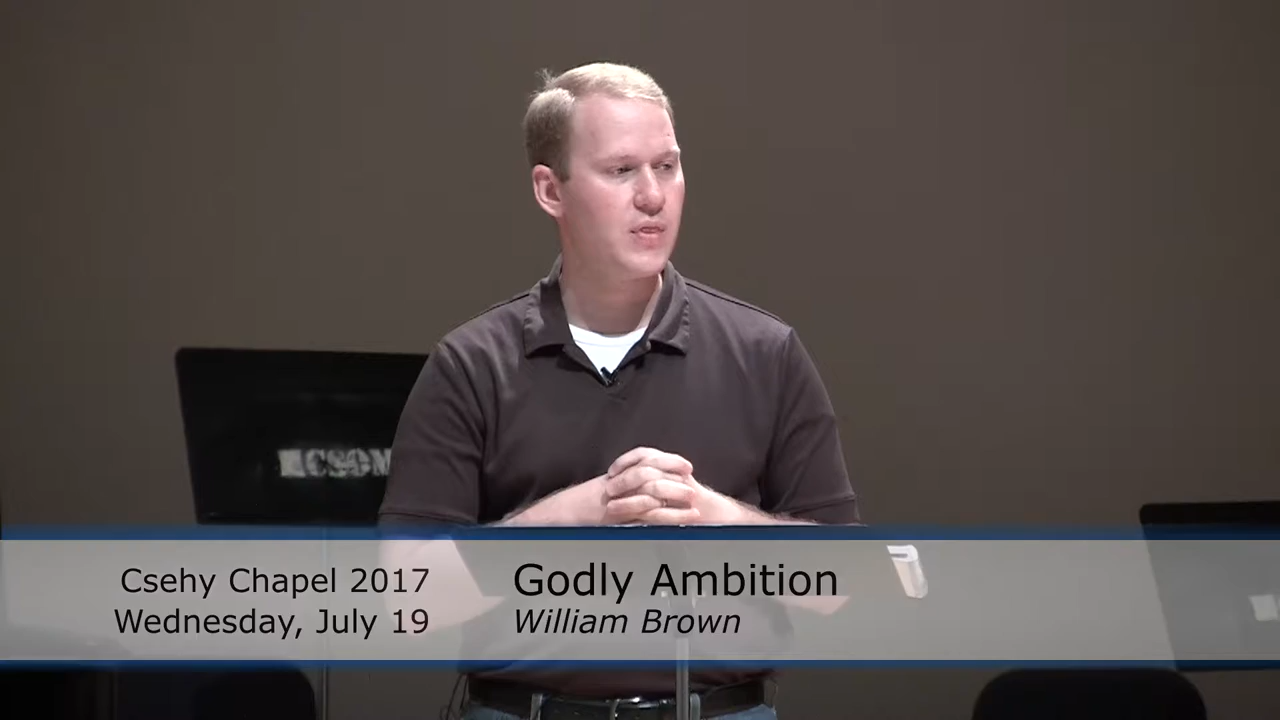 CSOM
Csehy Chapel 2017
Wednesday, July 19
Godly Ambition
William Brown